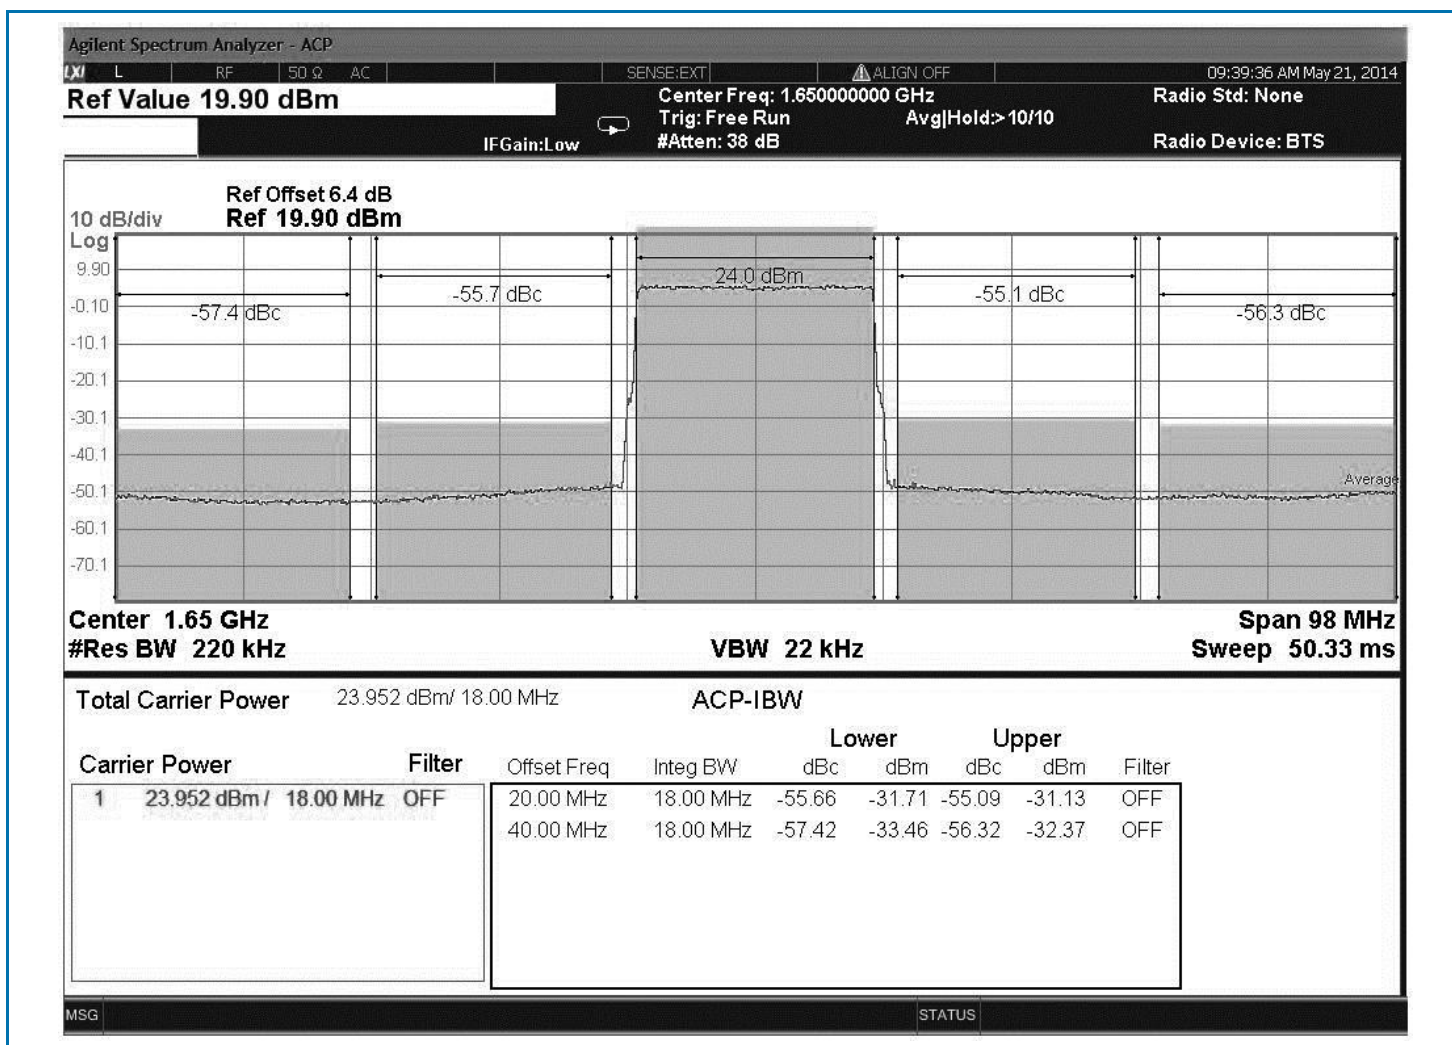 Agilent Spectrum Analyzer - ACP
LXI L RF 50 Ω AC SENSE:EXT ALIGN OFF 09:39:36 AM May 21, 2014
Ref Value 19.90 dBm Center Freq: 1.650000000 GHz Radio Std: None
Trig: Free Run Avg|Hold:>10/10
IFGain:Low #Atten: 38 dB Radio Device: BTS
Ref Offset 6.4 dB
10 dB/div Ref 19.90 dBm
Log
9.90
-0.10
-10.1
-20.1
-30.1
-40.1
-50.1
-60.1
-70.1
-57.4 dBc
-55.7 dBc
24.0 dBm
-55.1 dBc
-56.3 dBc
Average
Center 1.65 GHz Span 98 MHz
#Res BW 220 kHz VBW 22 kHz Sweep 50.33 ms
Total Carrier Power 23.952 dBm/ 18.00 MHz ACP-IBW
Lower Upper
Carrier Power Filter Offset Freq Integ BW dBc dBm dBc dBm Filter
1 23.952 dBm / 18.00 MHz OFF 20.00 MHz 18.00 MHz -55.66 -31.71 -55.09 -31.13 OFF
40.00 MHz 18.00 MHz -57.42 -33.46 -56.32 -32.37 OFF
MSG STATUS